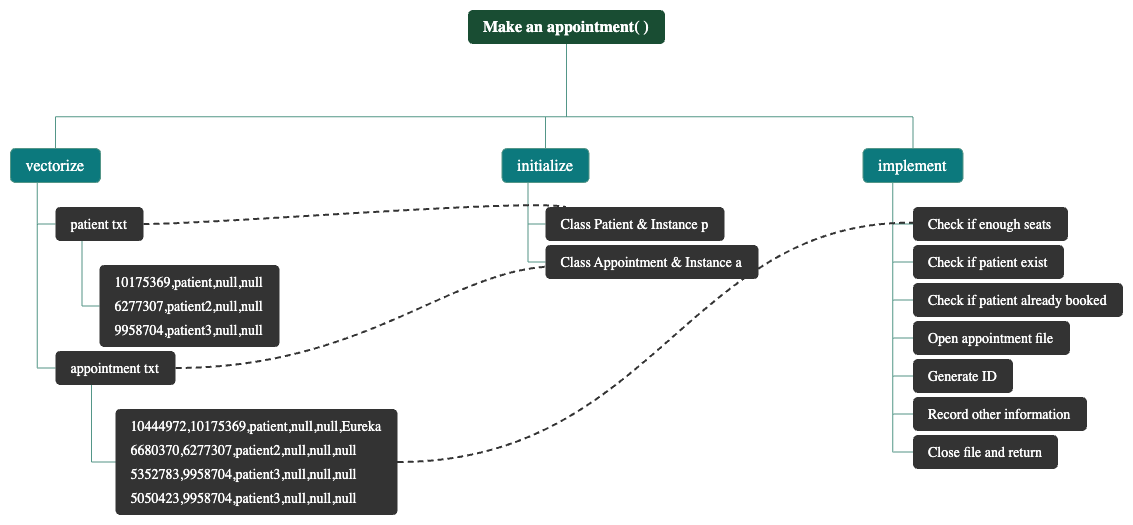 Make an appointment( )
vectorize
patient txt
10175369,patient,null,null
6277307,patient2,null,null
9958704,patient3,null,null
appointment txt
10444972,10175369,patient,null,null,Eureka
6680370,6277307,patient2,null,null,null
5352783,9958704,patient3,null,null,null
5050423,9958704,patient3,null,null,null
initialize
Class Patient & Instance p
Class Appointment & Instance a
implement
Check if enough seats
Check if patient exist
Check if patient already booked
Open appointment file
Generate ID
Record other information
Close file and return